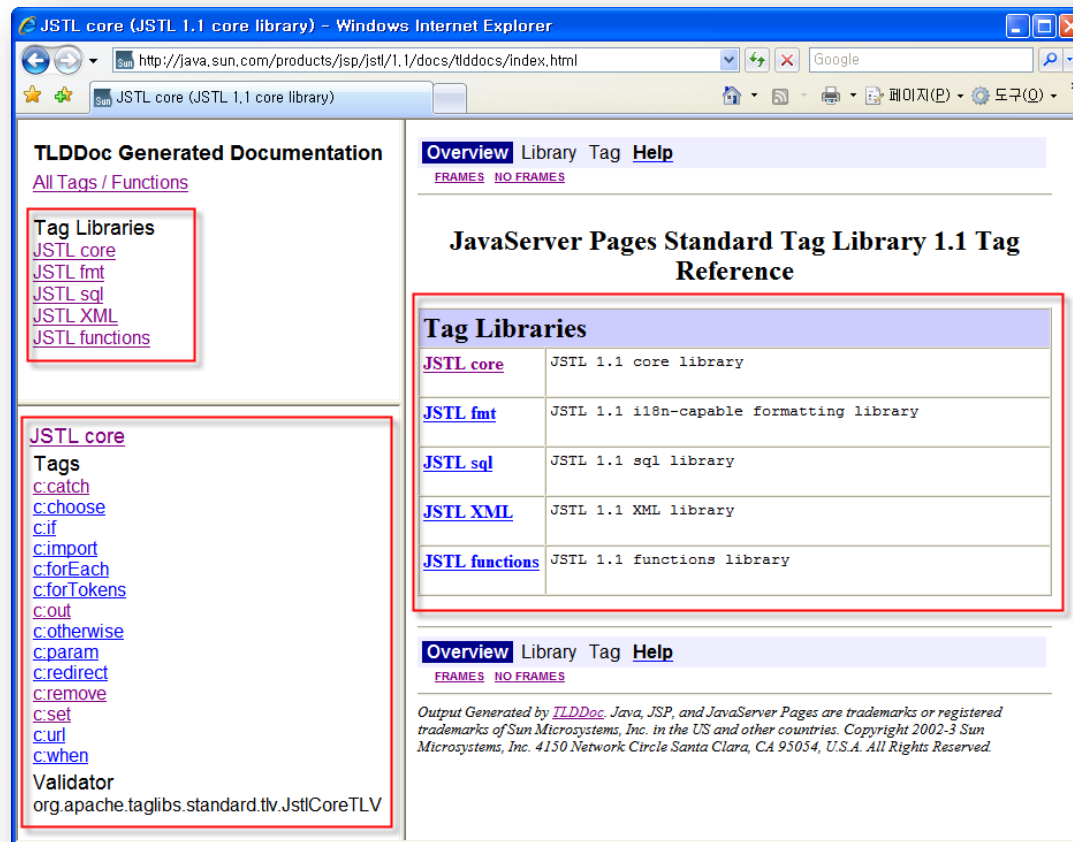 JSTL core (JSTL 1.1 core library) - Windows Internet Explorer
http://java.sun.com/products/jsp/jstl/1.1/docs/tlddocs/index.html
Google
Sun JSTL core (JSTL 1.1 core library)
페이지(P)
도구(O)
TLDDoc Generated Documentation
All Tags / Functions
Tag Libraries
JSTL core
JSTL fmt
JSTL sql
JSTL XML
JSTL functions
JSTL core
Tags
c:catch
c:choose
c:if
c:import
c:forEach
c:forTokens
c:out
c:otherwise
c:param
c:redirect
c:remove
c:set
c:url
c:when
Validator
org.apache.taglibs.standard.tlv.JstlCoreTLV
Overview Library Tag Help
FRAMES NO FRAMES
JavaServer Pages Standard Tag Library 1.1 Tag
Reference
Tag Libraries
JSTL core JSTL 1.1 core library
JSTL fmt JSTL 1.1 i18n-capable formatting library
JSTL sql JSTL 1.1 sql library
JSTL XML JSTL 1.1 XML library
JSTL functions JSTL 1.1 functions library
Overview Library Tag Help
FRAMES NO FRAMES
Output Generated by TLDDoc. Java, JSP, and JavaServer Pages are trademarks or registered
trademarks of Sun Microsystems, Inc. in the US and other countries. Copyright 2002-3 Sun
Microsystems, Inc. 4150 Network Circle Santa Clara, CA 95054, U.S.A. All Rights Reserved.